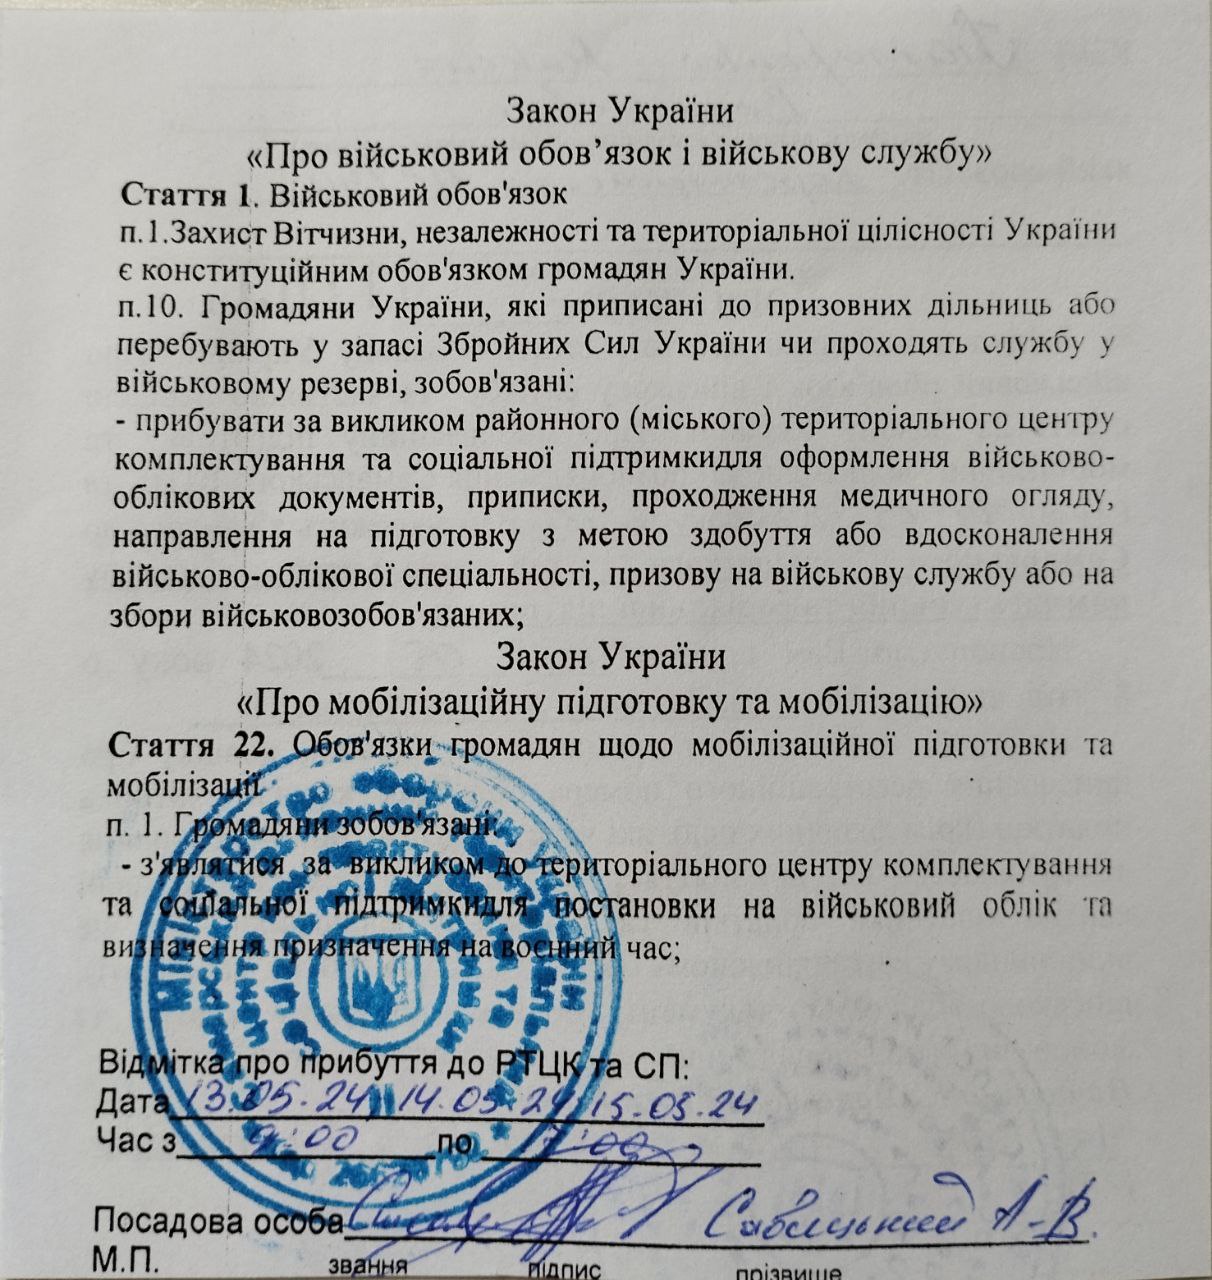 Закон України
«Про військовий обов’язок і військову службу»
Стаття 1. Військовий обов'язок
п.1.Захист Вітчизни, незалежності та територіальної цілісності України
є конституційним обов'язком громадян України.
п.10. Громадяни України, які приписані до призовних дільниць або
перебувають у запасі Збройних Сил України чи проходять службу у
військовому резерві, зобов'язані:
- прибувати за викликом районного (міського) територіального центру
комплектування та соціальної підтримкидля оформлення військово-
облікових документів, приписки, проходження медичного огляду,
направлення на підготовку з метою здобуття або вдосконалення
військово-облікової спеціальності, призову на військову службу або на
збори військовозобов'язаних;
Закон України
«Про мобілізаційну підготовку та мобілізацію»
Стаття 22. Обов'язки громадян щодо мобілізаційної підготовки та
мобілізації
п. 1. Громадяни зобов'язані:
- з'являтися за викликом до територіального центру комплектування
та соціальної підтримкидля постановки на військовий облік та
визначення призначення на воєнний час;
Міністерство оборони України
Відмітка про прибуття до РТЦК та СП:
Дата 13.05.24, 14.05.24, 15.05.24
Час з 9:00 по
Посадова особа Савицький А.В.
М.П. звання підпис прізвище